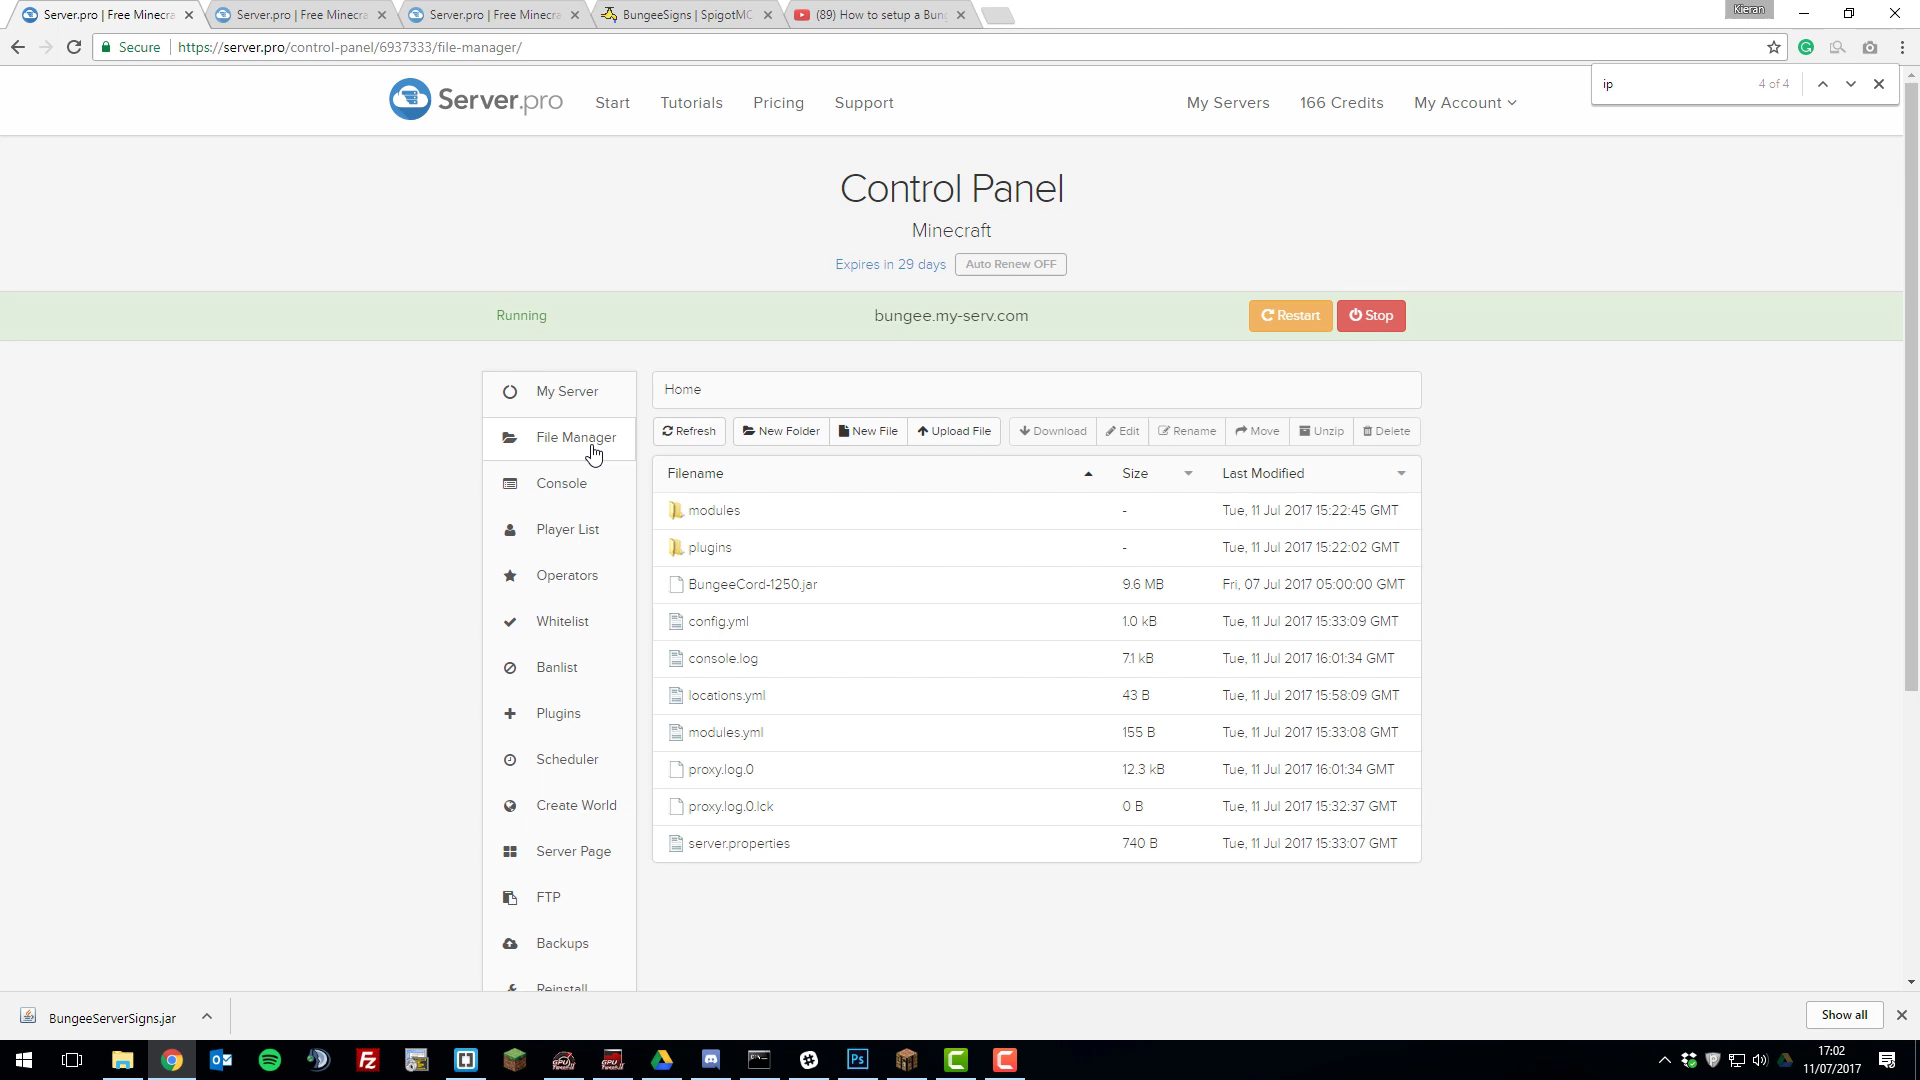 Server.pro | Free Minecra
Server.pro | Free Minecra
Server.pro | Free Minecra
BungeeSigns | SpigotMC
(89) How to setup a Bun
Kieran
Secure
https://server.pro/control-panel/6937333/file-manager/
ip
4 of 4
Server.pro
Start
Tutorials
Pricing
Support
My Servers
166 Credits
My Account
Control Panel
Minecraft
Expires in 29 days
Auto Renew OFF
Running
bungee.my-serv.com
Restart
Stop
My Server
File Manager
Console
Player List
Operators
Whitelist
Banlist
Plugins
Scheduler
Create World
Server Page
FTP
Backups
Reinstall
Home
Refresh
New Folder
New File
Upload File
Download
Edit
Rename
Move
Unzip
Delete
Filename Size Last Modified
modules - Tue, 11 Jul 2017 15:22:45 GMT
plugins - Tue, 11 Jul 2017 15:22:02 GMT
BungeeCord-1250.jar 9.6 MB Fri, 07 Jul 2017 05:00:00 GMT
config.yml 1.0 kB Tue, 11 Jul 2017 15:33:09 GMT
console.log 7.1 kB Tue, 11 Jul 2017 16:01:34 GMT
locations.yml 43 B Tue, 11 Jul 2017 15:58:09 GMT
modules.yml 155 B Tue, 11 Jul 2017 15:33:08 GMT
proxy.log.0 12.3 kB Tue, 11 Jul 2017 16:01:34 GMT
proxy.log.0.lck 0 B Tue, 11 Jul 2017 15:32:37 GMT
server.properties 740 B Tue, 11 Jul 2017 15:33:07 GMT
BungeeServerSigns.jar
Show all
17:02
11/07/2017